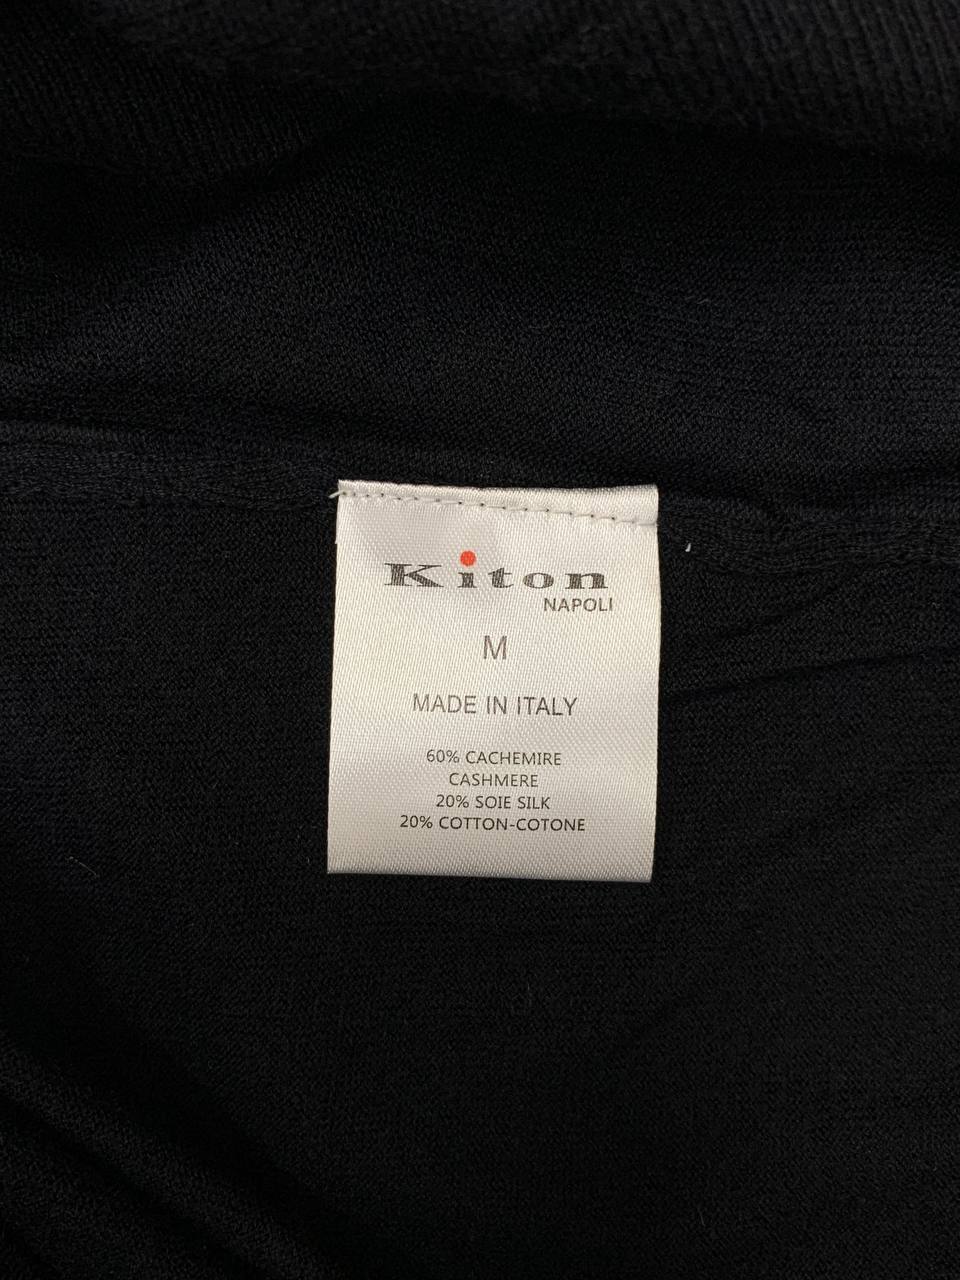 Kiton
NAPOLI
M
MADE IN ITALY
60% CACHEMIRE
CASHMERE
20% SOIE SILK
20% COTTON-COTONE